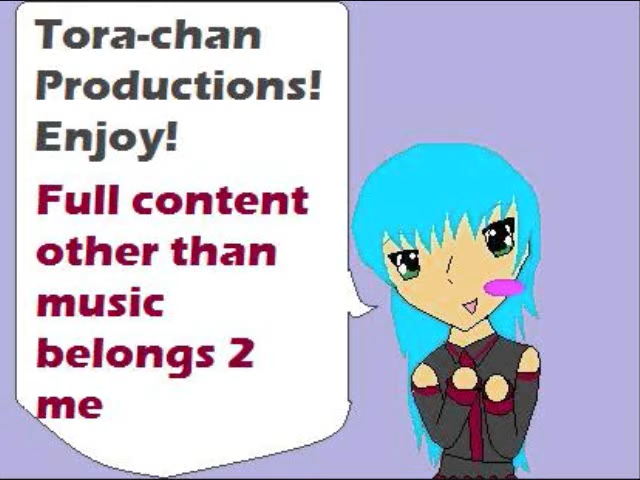 Tora-chan
Productions!
Enjoy!
Full content
other than
music
belongs 2
me